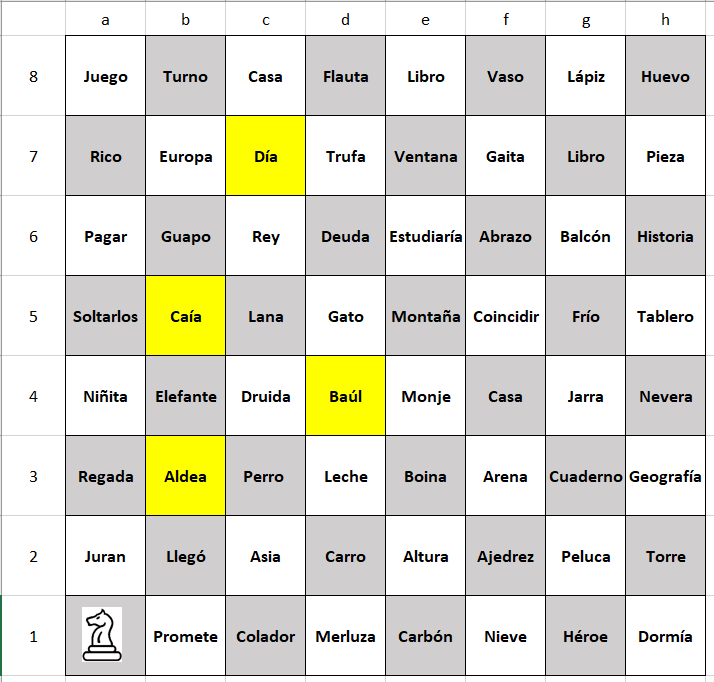 a b c d e f g h
8 Juego Turno Casa Flauta Libro Vaso Lápiz Huevo
7 Rico Europa Día Trufa Ventana Gaita Libro Pieza
6 Pagar Guapo Rey Deuda Estudiaría Abrazo Balcón Historia
5 Soltarlos Caía Lana Gato Montaña Coincidir Frío Tablero
4 Niñita Elefante Druida Baúl Monje Casa Jarra Nevera
3 Regada Aldea Perro Leche Boina Arena Cuaderno Geografía
2 Juran Llegó Asia Carro Altura Ajedrez Peluca Torre
1 Promete Colador Merluza Carbón Nieve Héroe Dormía